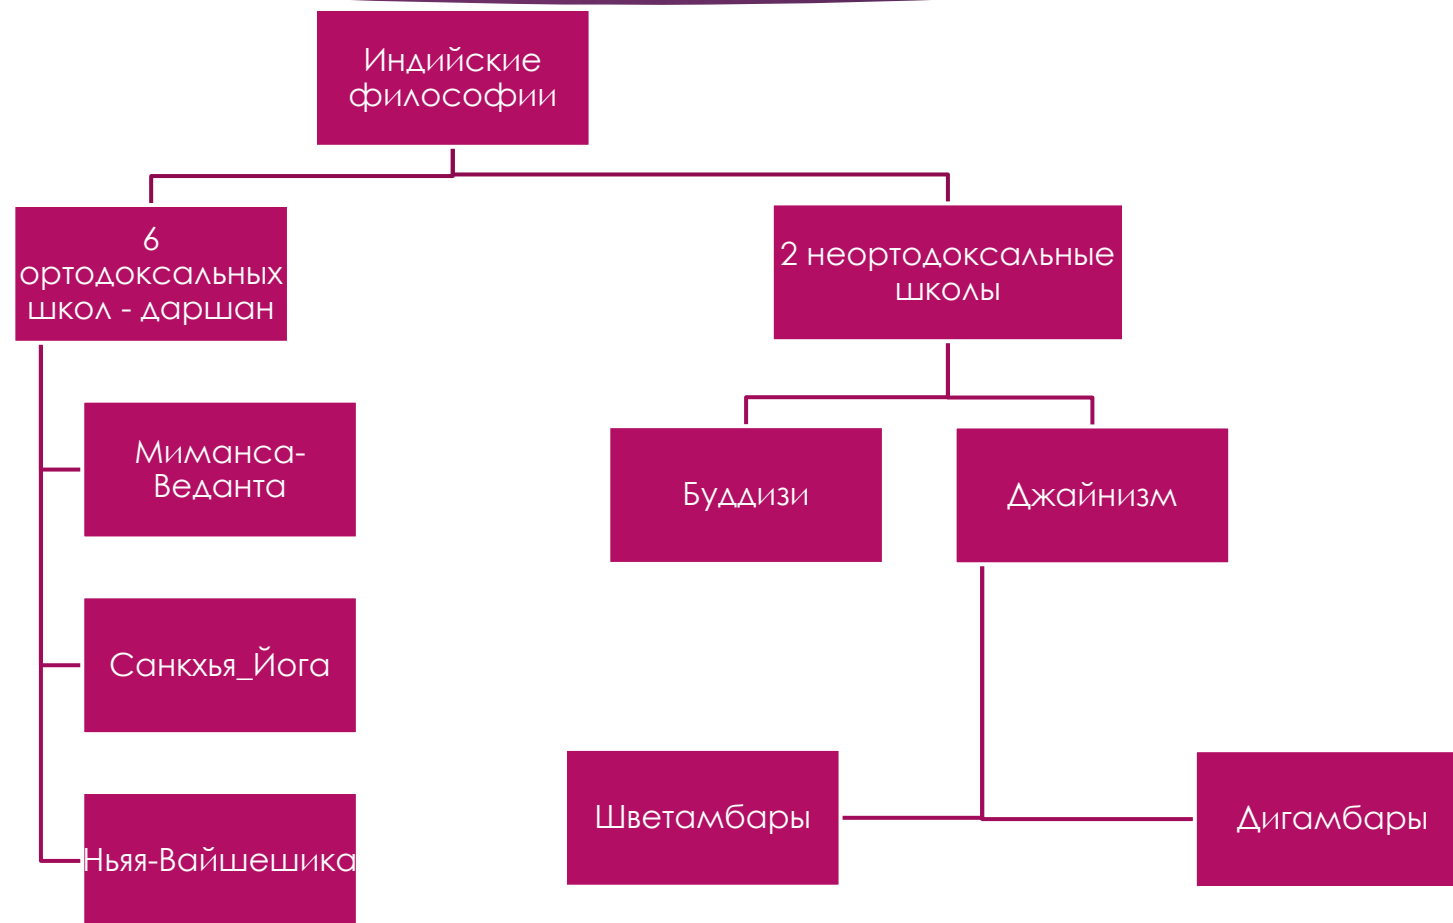 Индийские
философии
6
ортодоксальных
школ - даршан
2 неортодоксальные
школы
Миманса-
Веданта
Буддизи
Джайнизм
Санкхья_Йога
Шветамбары
Дигамбары
Ньяя-Вайшешика